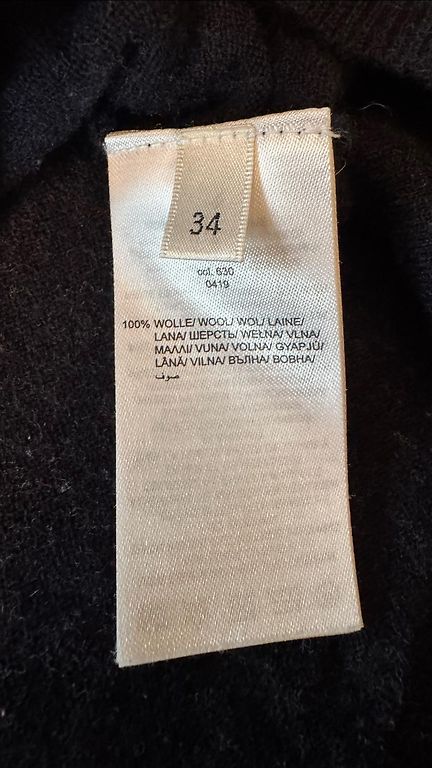 34
col. 630
0419
100% WOLLE/ WOOL/ WOL/ LAINE/
LANA/ ШЕРСТЬ/ WEŁNA/ VLNA/
ΜΑΛΛΙ/ VUNA/ VOLNA/ GYAPJÚ/
LÂNĂ/ VILNA/ ВЪЛНА/ ВОВНА/
صوف